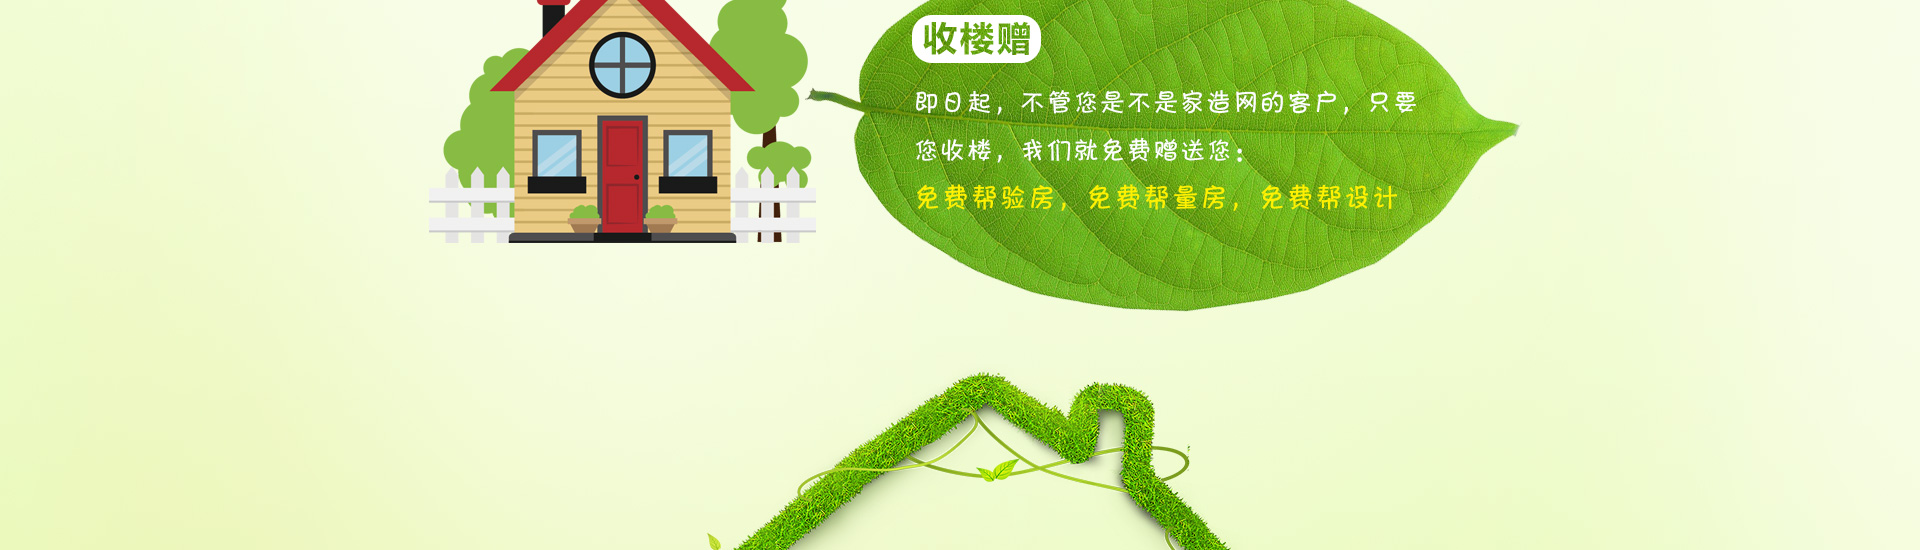 收楼赠
即日起，不管您是不是家造网的客户，只要
您收楼，我们就免费赠送您：
免费帮验房，免费帮量房，免费帮设计